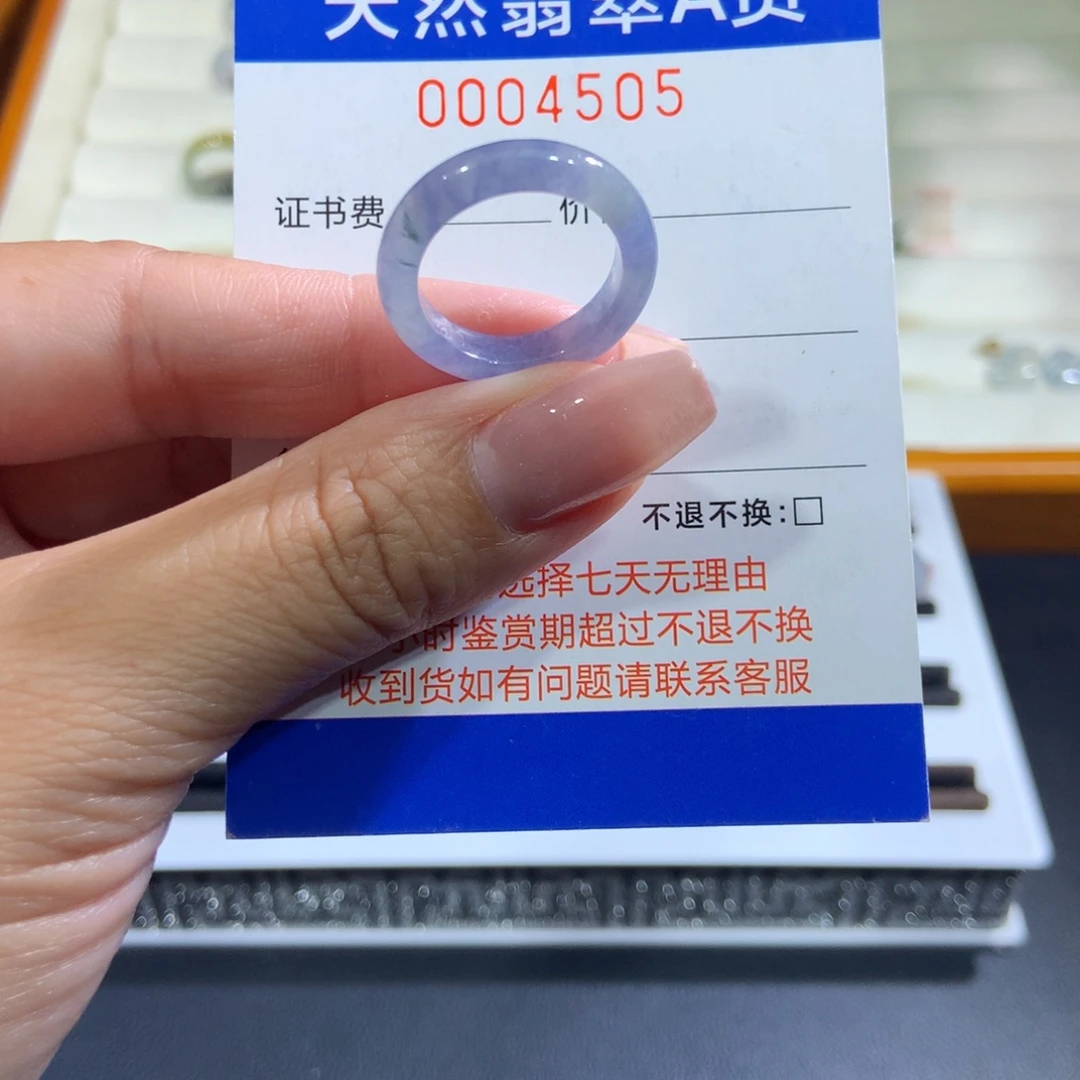 天然翡翠A货
0004505
证书费 价
不退不换:□
选择七天无理由
小时鉴赏期超过不退不换
收到货如有问题请联系客服